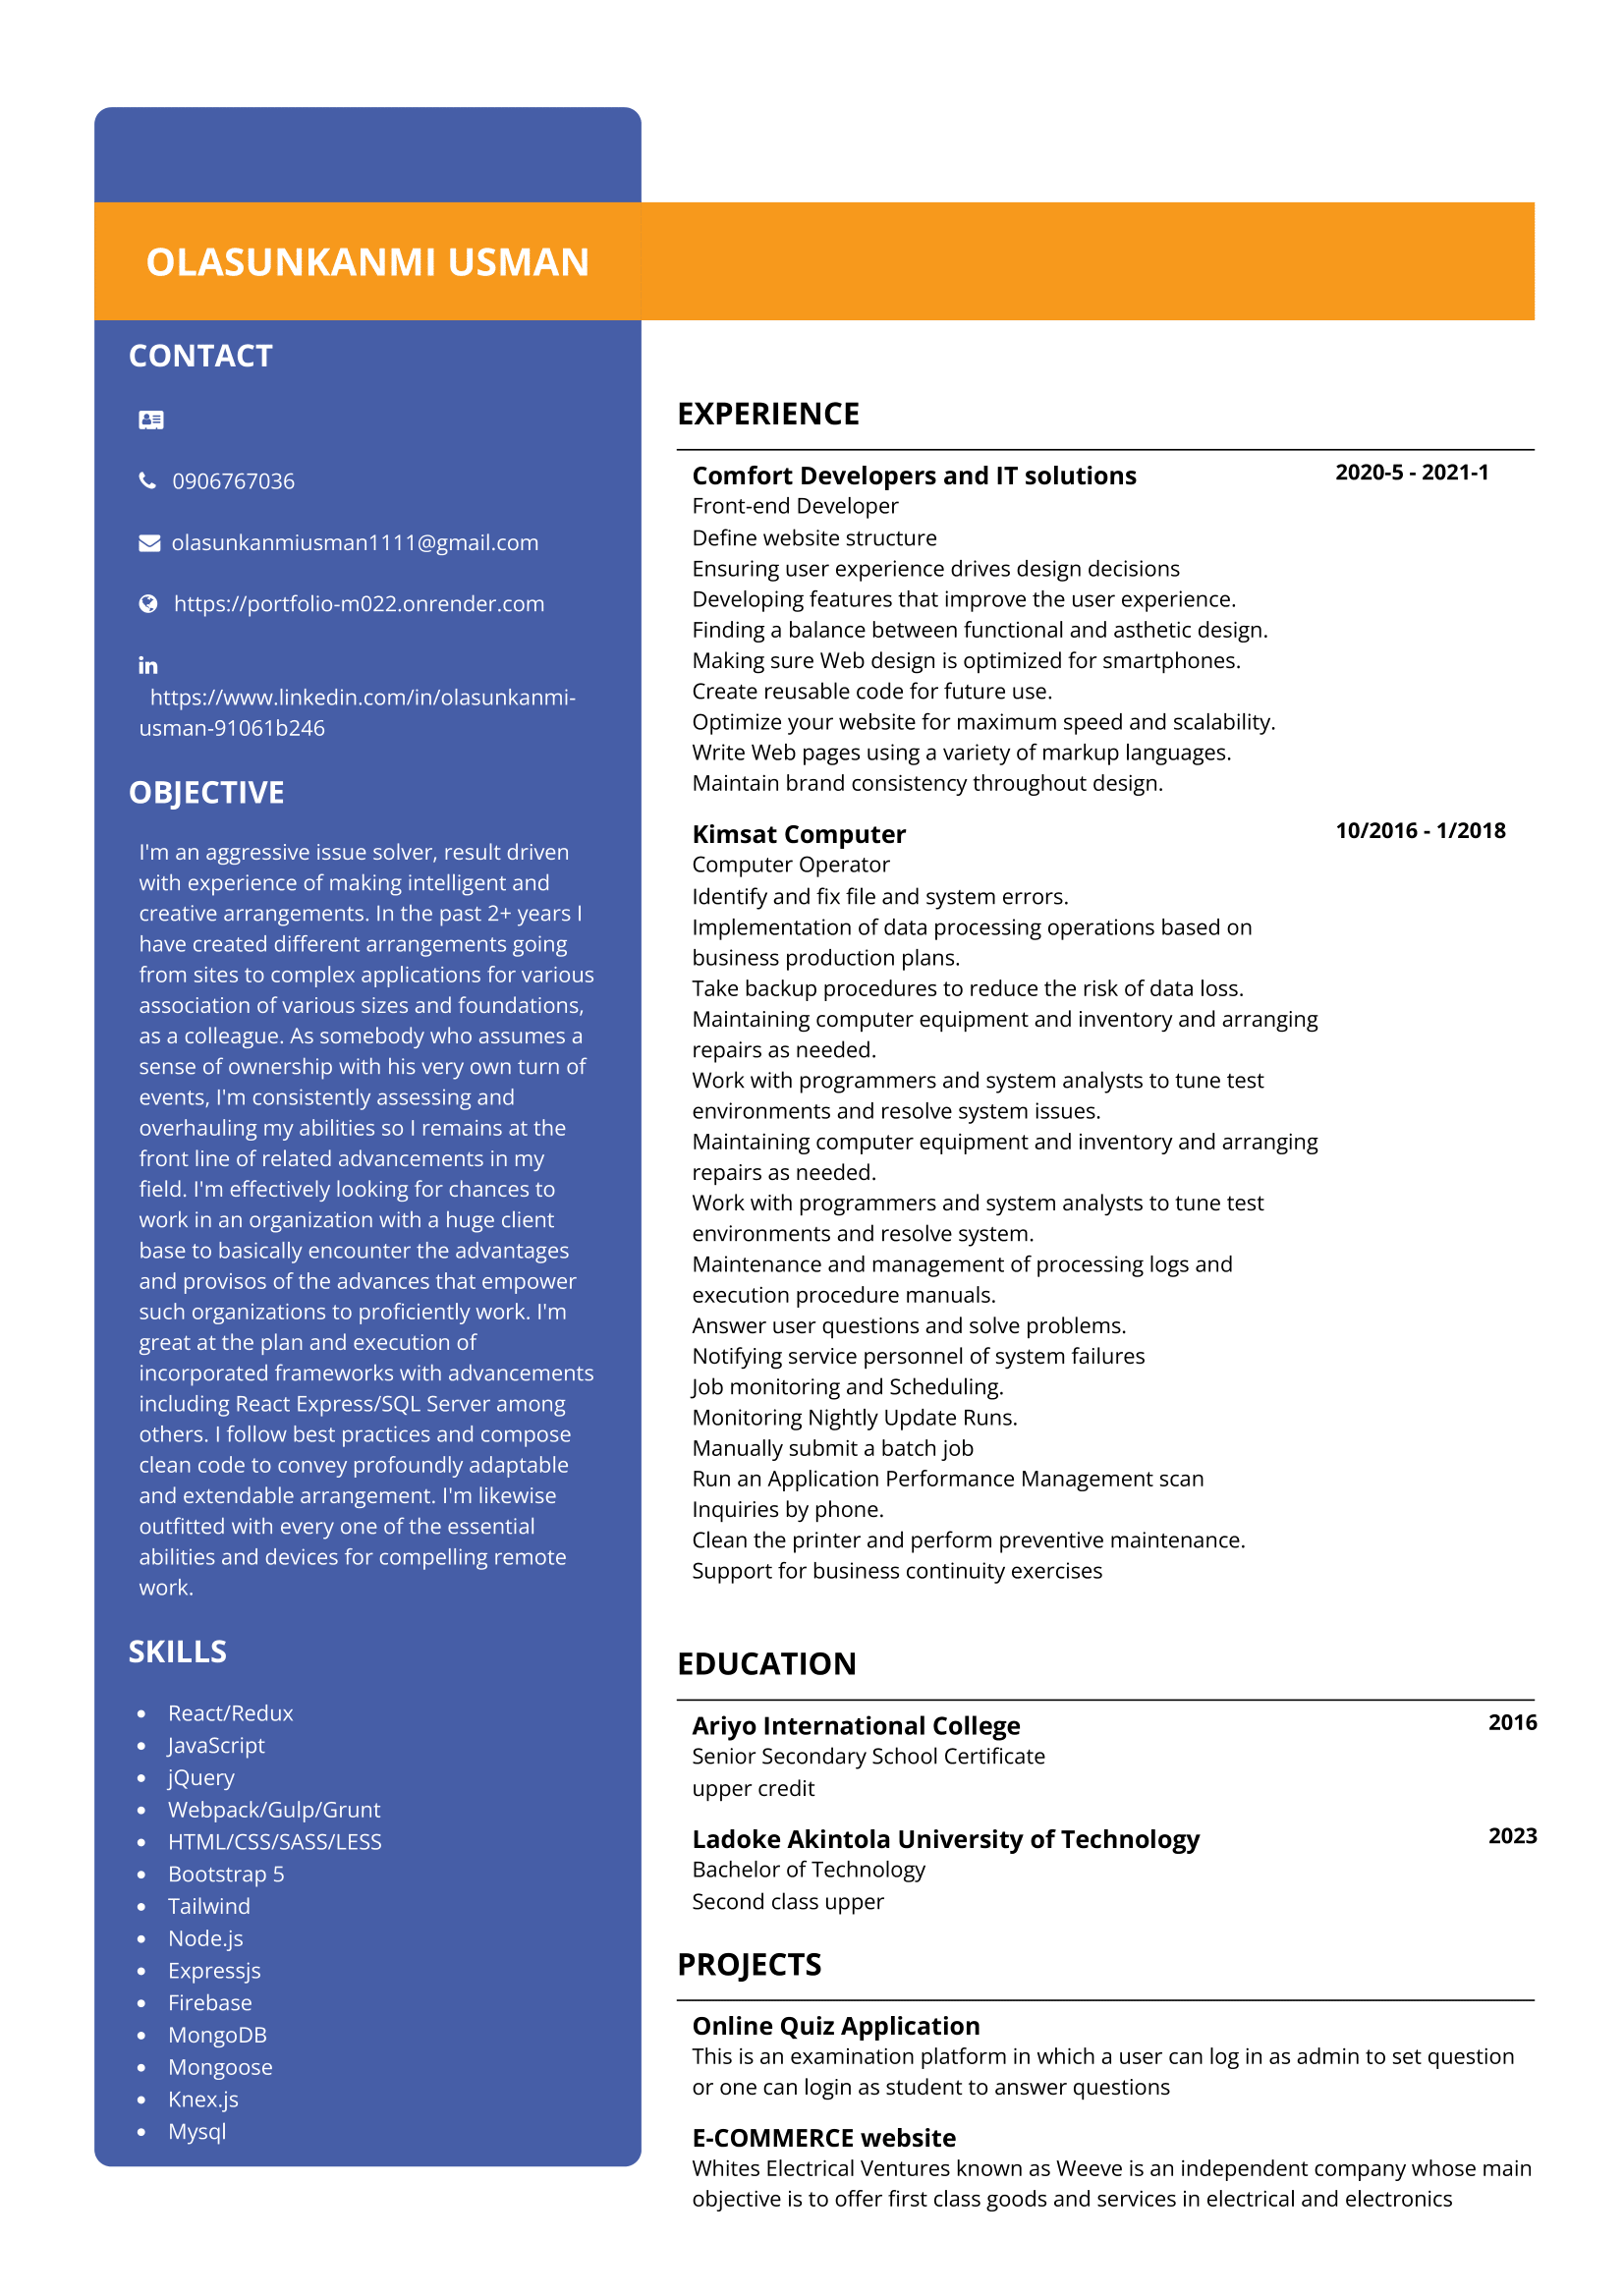 OLASUNKANMI USMAN
CONTACT
0906767036
olasunkanmiusman1111@gmail.com
https://portfolio-m022.onrender.com
https://www.linkedin.com/in/olasunkanmi-
usman-91061b246
OBJECTIVE
I'm an aggressive issue solver, result driven
with experience of making intelligent and
creative arrangements. In the past 2+ years I
have created different arrangements going
from sites to complex applications for various
association of various sizes and foundations,
as a colleague. As somebody who assumes a
sense of ownership with his very own turn of
events, I'm consistently assessing and
overhauling my abilities so I remains at the
front line of related advancements in my
field. I'm effectively looking for chances to
work in an organization with a huge client
base to basically encounter the advantages
and provisos of the advances that empower
such organizations to proficiently work. I'm
great at the plan and execution of
incorporated frameworks with advancements
including React Express/SQL Server among
others. I follow best practices and compose
clean code to convey profoundly adaptable
and extendable arrangement. I'm likewise
outfitted with every one of the essential
abilities and devices for compelling remote
work.
SKILLS
• React/Redux
• JavaScript
• jQuery
• Webpack/Gulp/Grunt
• HTML/CSS/SASS/LESS
• Bootstrap 5
• Tailwind
• Node.js
• Expressjs
• Firebase
• MongoDB
• Mongoose
• Knex.js
• Mysql
EXPERIENCE
Comfort Developers and IT solutions 2020-5 - 2021-1
Front-end Developer
Define website structure
Ensuring user experience drives design decisions
Developing features that improve the user experience.
Finding a balance between functional and asthetic design.
Making sure Web design is optimized for smartphones.
Create reusable code for future use.
Optimize your website for maximum speed and scalability.
Write Web pages using a variety of markup languages.
Maintain brand consistency throughout design.
Kimsat Computer 10/2016 - 1/2018
Computer Operator
Identify and fix file and system errors.
Implementation of data processing operations based on
business production plans.
Take backup procedures to reduce the risk of data loss.
Maintaining computer equipment and inventory and arranging
repairs as needed.
Work with programmers and system analysts to tune test
environments and resolve system issues.
Maintaining computer equipment and inventory and arranging
repairs as needed.
Work with programmers and system analysts to tune test
environments and resolve system.
Maintenance and management of processing logs and
execution procedure manuals.
Answer user questions and solve problems.
Notifying service personnel of system failures
Job monitoring and Scheduling.
Monitoring Nightly Update Runs.
Manually submit a batch job
Run an Application Performance Management scan
Inquiries by phone.
Clean the printer and perform preventive maintenance.
Support for business continuity exercises
EDUCATION
Ariyo International College 2016
Senior Secondary School Certificate
upper credit
Ladoke Akintola University of Technology 2023
Bachelor of Technology
Second class upper
PROJECTS
Online Quiz Application
This is an examination platform in which a user can log in as admin to set question
or one can login as student to answer questions
E-COMMERCE website
Whites Electrical Ventures known as Weeve is an independent company whose main
objective is to offer first class goods and services in electrical and electronics